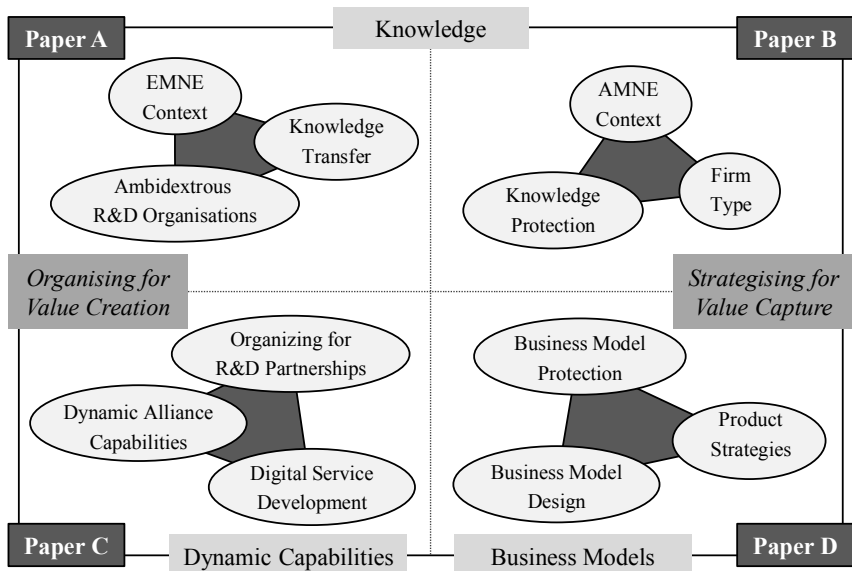 Paper A
Knowledge
Paper B
EMNE
Context
Knowledge
Transfer
Ambidextrous
R&D Organisations
AMNE
Context
Knowledge
Protection
Firm
Type
Organising for
Value Creation
Strategising for
Value Capture
Organizing for
R&D Partnerships
Dynamic Alliance
Capabilities
Digital Service
Development
Business Model
Protection
Product
Strategies
Business Model
Design
Paper C
Dynamic Capabilities
Business Models
Paper D